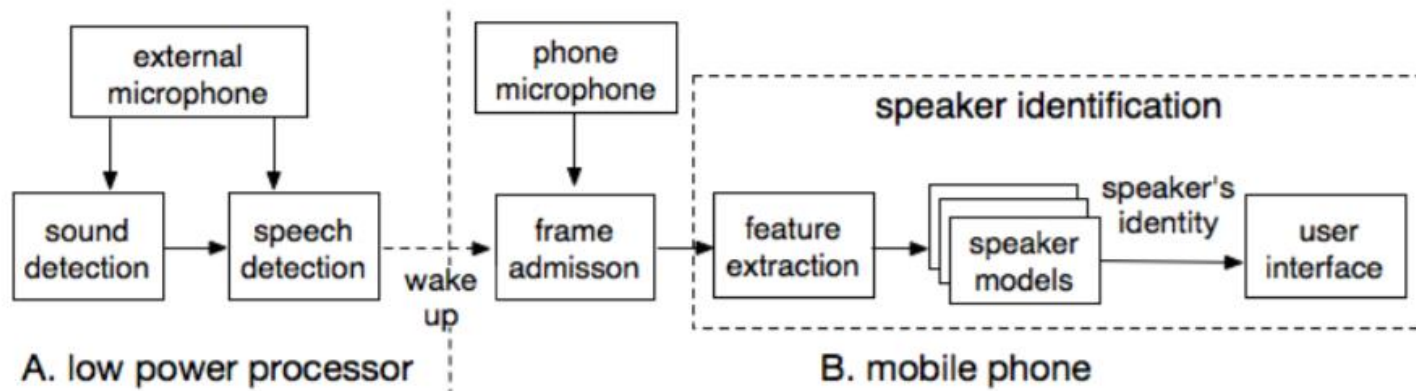 external
microphone
phone
microphone
speaker identification
sound
detection
speech
detection
wake
up
frame
admisson
feature
extraction
speaker
models
speaker's
identity
user
interface
A. low power processor
B. mobile phone